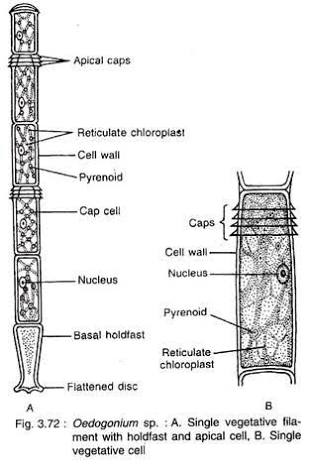 Apical caps
Reticulate chloroplast
Cell wall
Pyrenoid
Cap cell
Nucleus
Basal holdfast
Flattened disc
A
Caps
Cell wall
Nucleus
Pyrenoid
Reticulate
chloroplast
B
Fig. 3.72 : Oedogonium sp. : A. Single vegetative fila-
ment with holdfast and apical cell, B. Single
vegetative cell